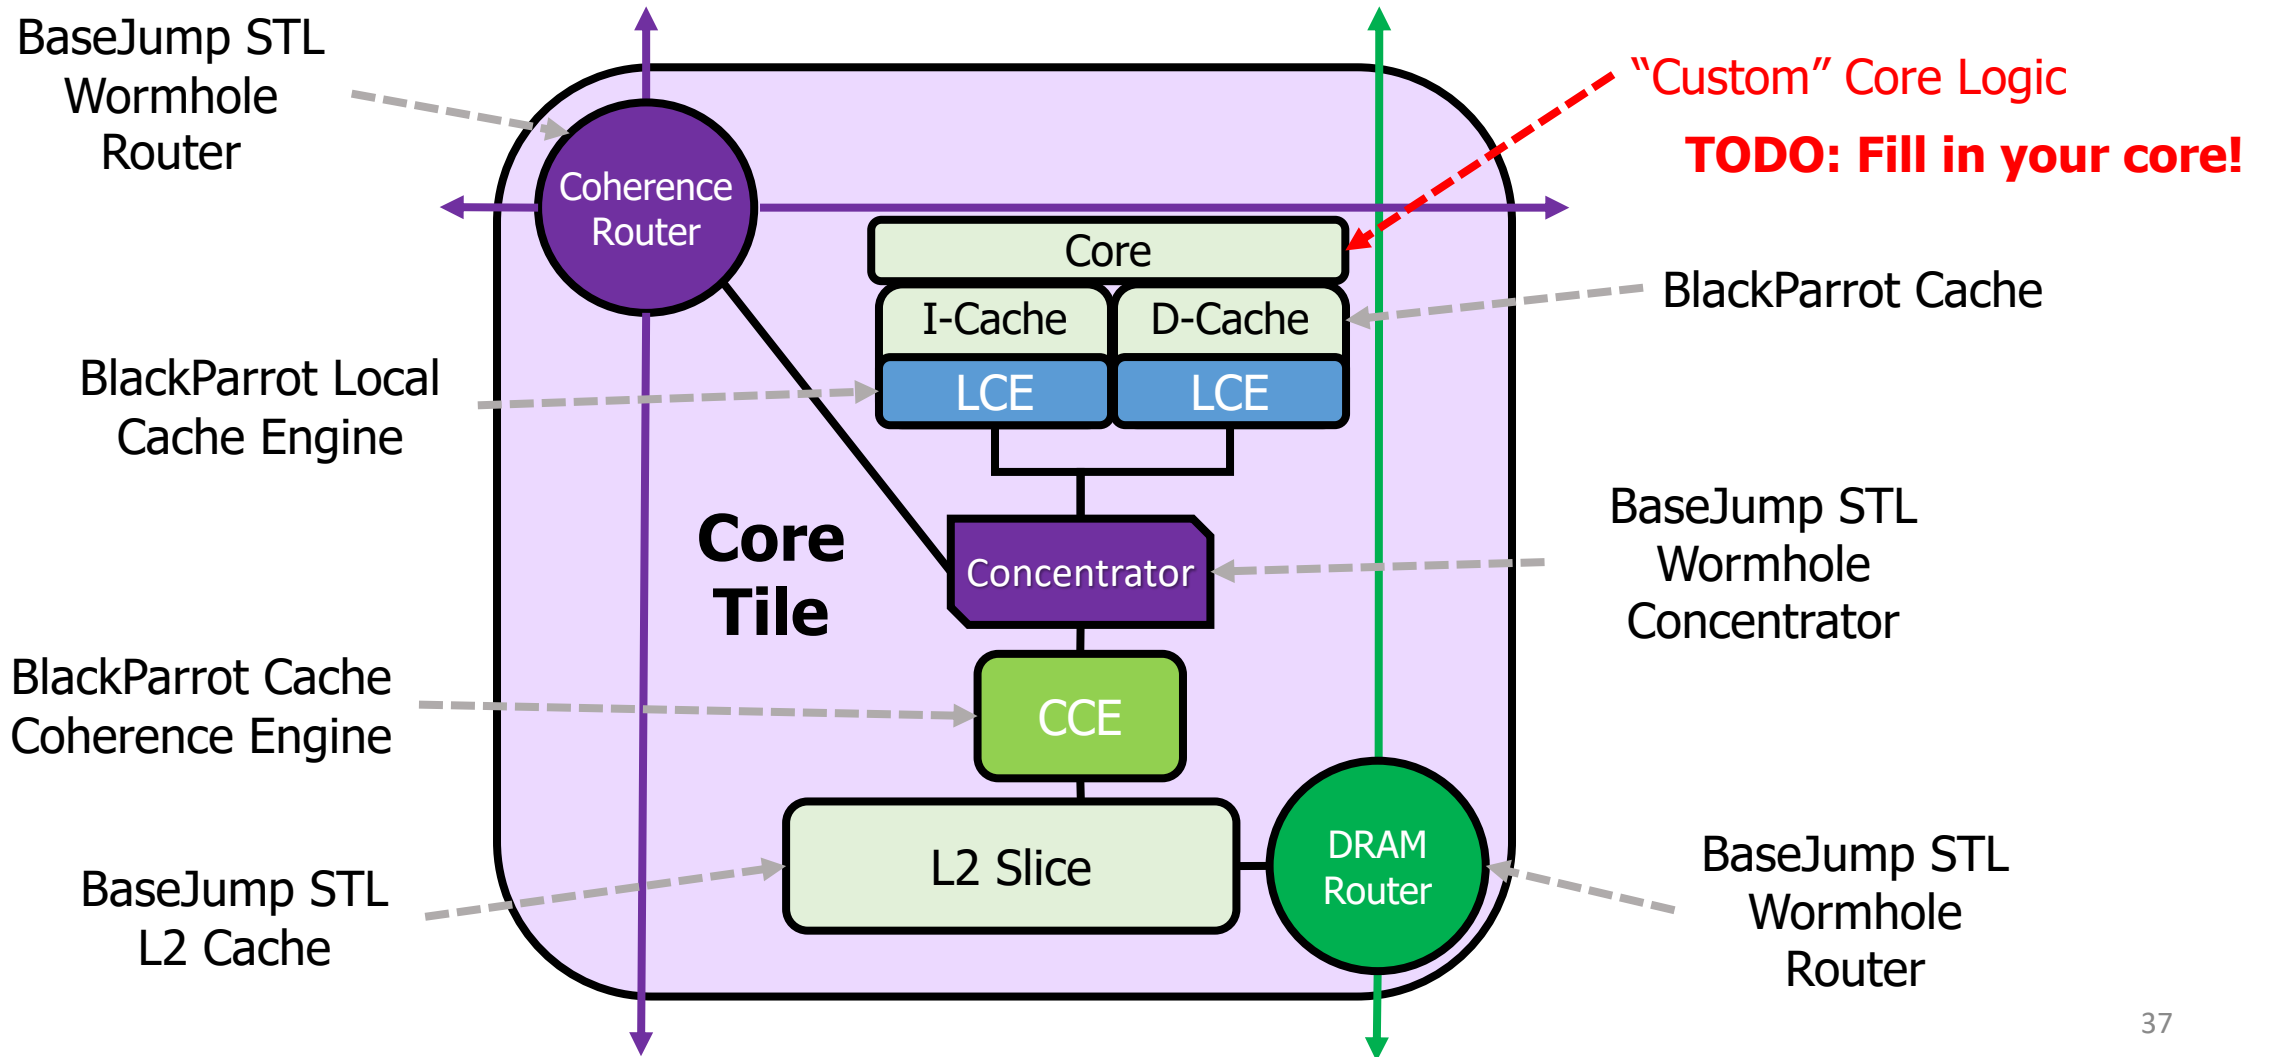 BaseJump STL
Wormhole
Router
“Custom” Core Logic
TODO: Fill in your core!
Coherence
Router
Core
BlackParrot Cache
I-Cache
D-Cache
BlackParrot Local
Cache Engine
LCE
LCE
BaseJump STL
Wormhole
Concentrator
Core
Tile
Concentrator
BlackParrot Cache
Coherence Engine
CCE
BaseJump STL
L2 Cache
L2 Slice
DRAM
Router
BaseJump STL
Wormhole
Router
37